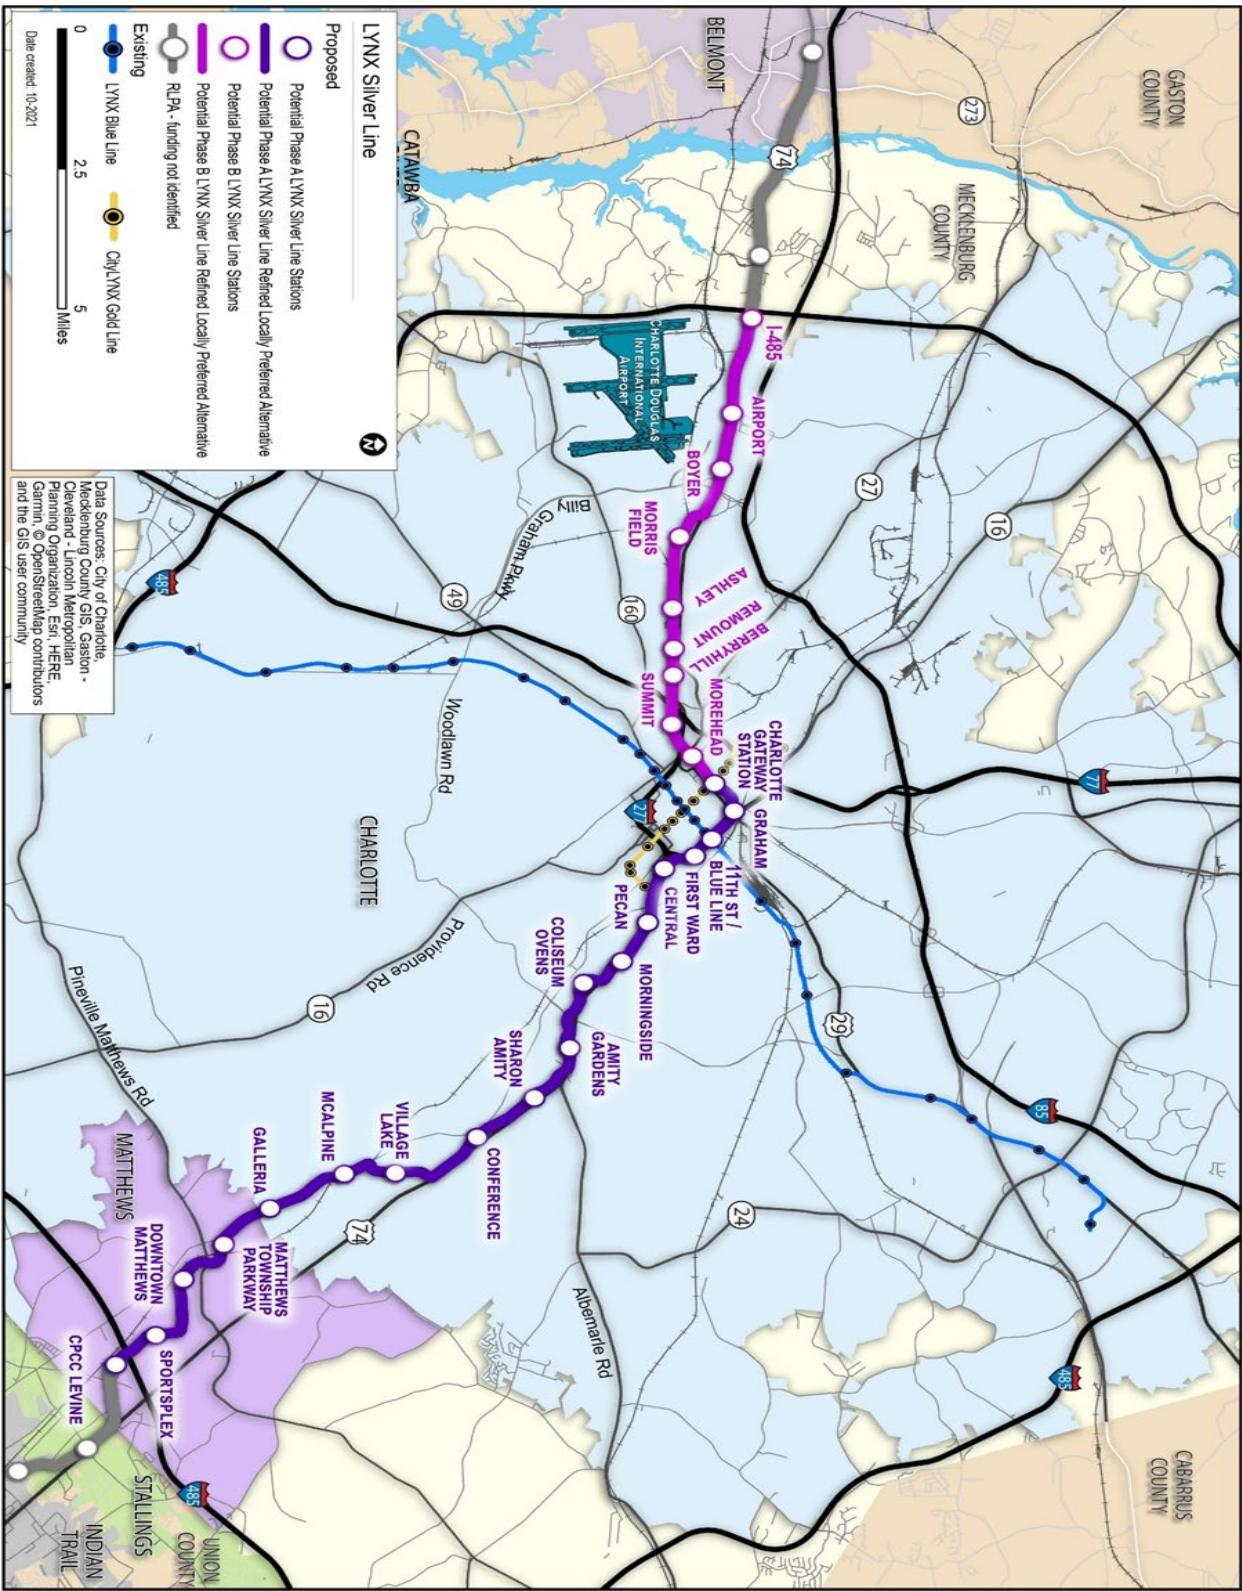 LYNX Silver Line
Proposed
Potential Phase A LYNX Silver Line Stations
Potential Phase A LYNX Silver Line Refined Locally Preferred Alternative
Potential Phase B LYNX Silver Line Stations
Potential Phase B LYNX Silver Line Refined Locally Preferred Alternative
RLPA - funding not identified
Existing
LYNX Blue Line
CityLYNX Gold Line
0
2.5
5
Miles
Date created: 10-2021
N
Data Sources: City of Charlotte,
Mecklenburg County GIS, Gaston -
Cleveland - Lincoln Metropolitan
Planning Organization, Esri, HERE,
Garmin, © OpenStreetMap contributors
and the GIS user community
GASTON
COUNTY
BELMONT
CATAWBA
MECKLENBURG
COUNTY
273
74
I-485
AIRPORT
CHARLOTTE DOUGLAS
INTERNATIONAL
AIRPORT
BOYER
MORRIS
FIELD
ASHLEY
REMOUNT
BERRYHILL
SUMMIT
MOREHEAD
CHARLOTTE
GATEWAY
STATION
GRAHAM
11TH ST /
BLUE LINE
FIRST WARD
CENTRAL
PECAN
MORNINGSIDE
COLISEUM
OVENS
AMITY
GARDENS
SHARON
AMITY
CONFERENCE
VILLAGE
LAKE
MCALPINE
GALLERIA
MATTHEWS
TOWNSHIP
PARKWAY
DOWNTOWN
MATTHEWS
SPORTSPLEX
CPCC LEVINE
27
16
Billy
Graham Pkwy
160
49
485
Woodlawn Rd
77
277
CHARLOTTE
Providence Rd
16
Pineville Matthews Rd
29
85
24
74
Albemarle Rd
485
MATTHEWS
485
STALLINGS
INDIAN
TRAIL
UNION
COUNTY
CABARRUS
COUNTY